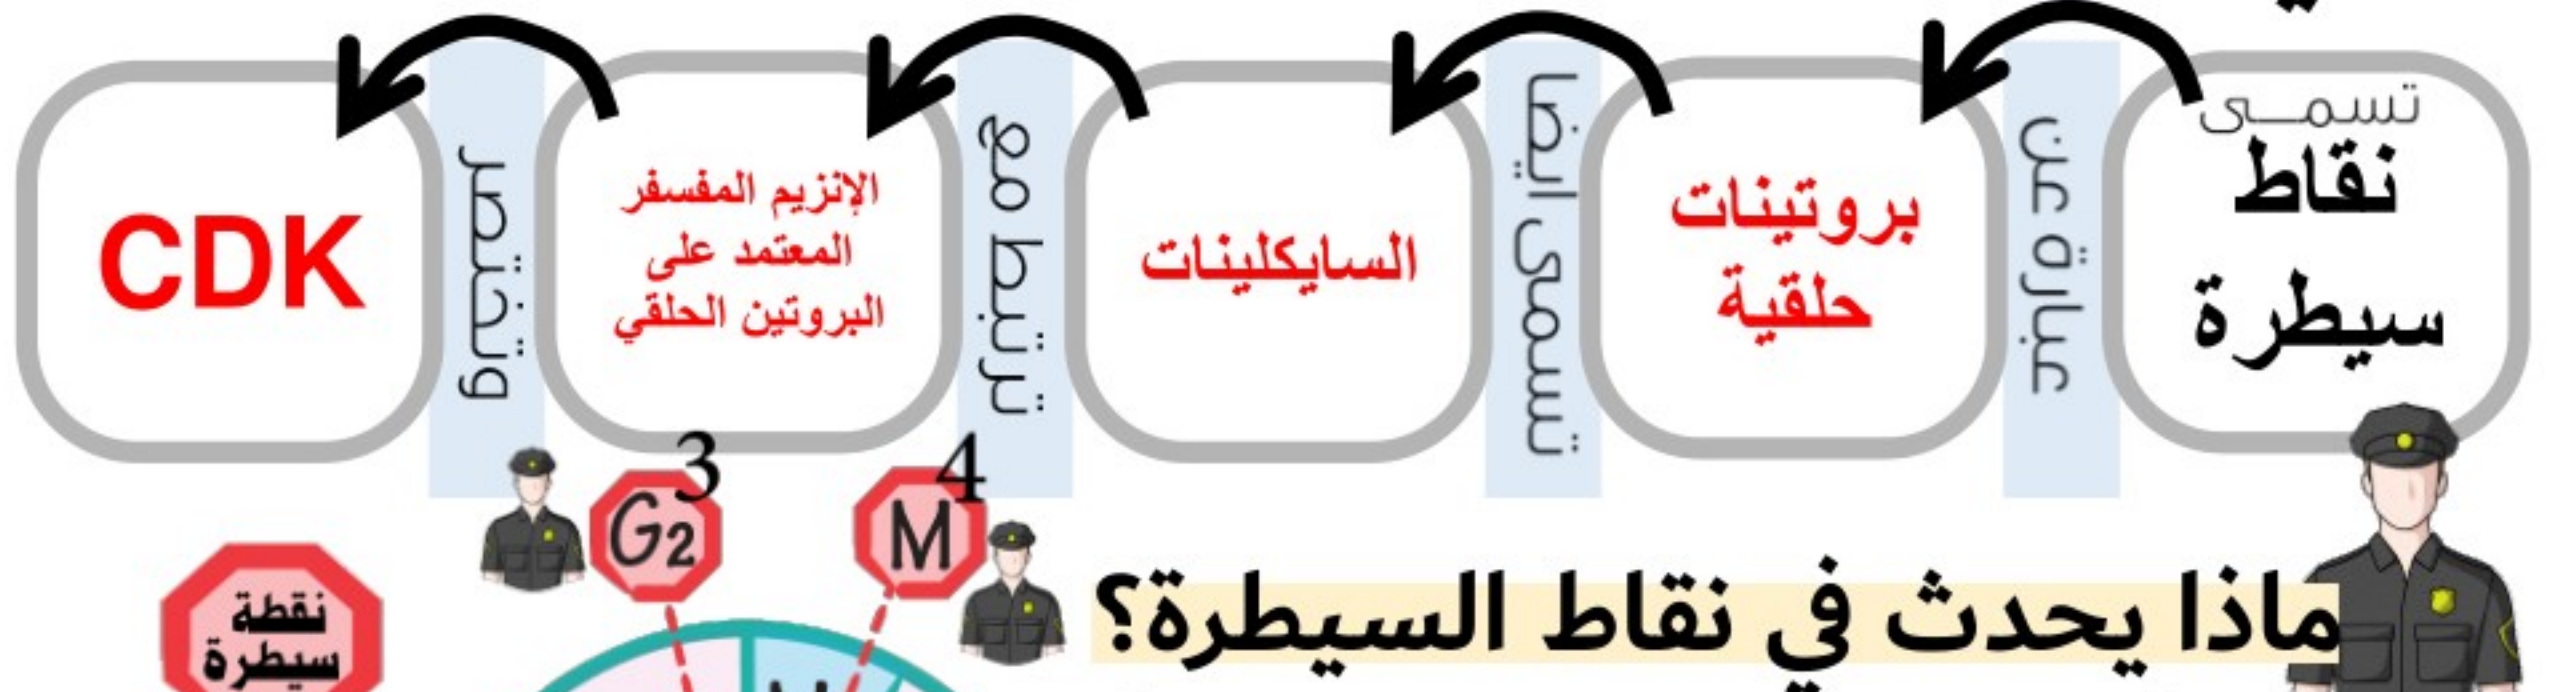 تسمى
نقاط
سيطرة
عبارة عن
بروتينات
حلقية
تسمى ايضا
السايكلينات
ترتبط مع
الإنزيم المفسفر
المعتمد على
البروتين الحلقي
وتختصر
CDK
ماذا يحدث في نقاط السيطرة؟
4
M
3
G2
نقطة
سيطرة